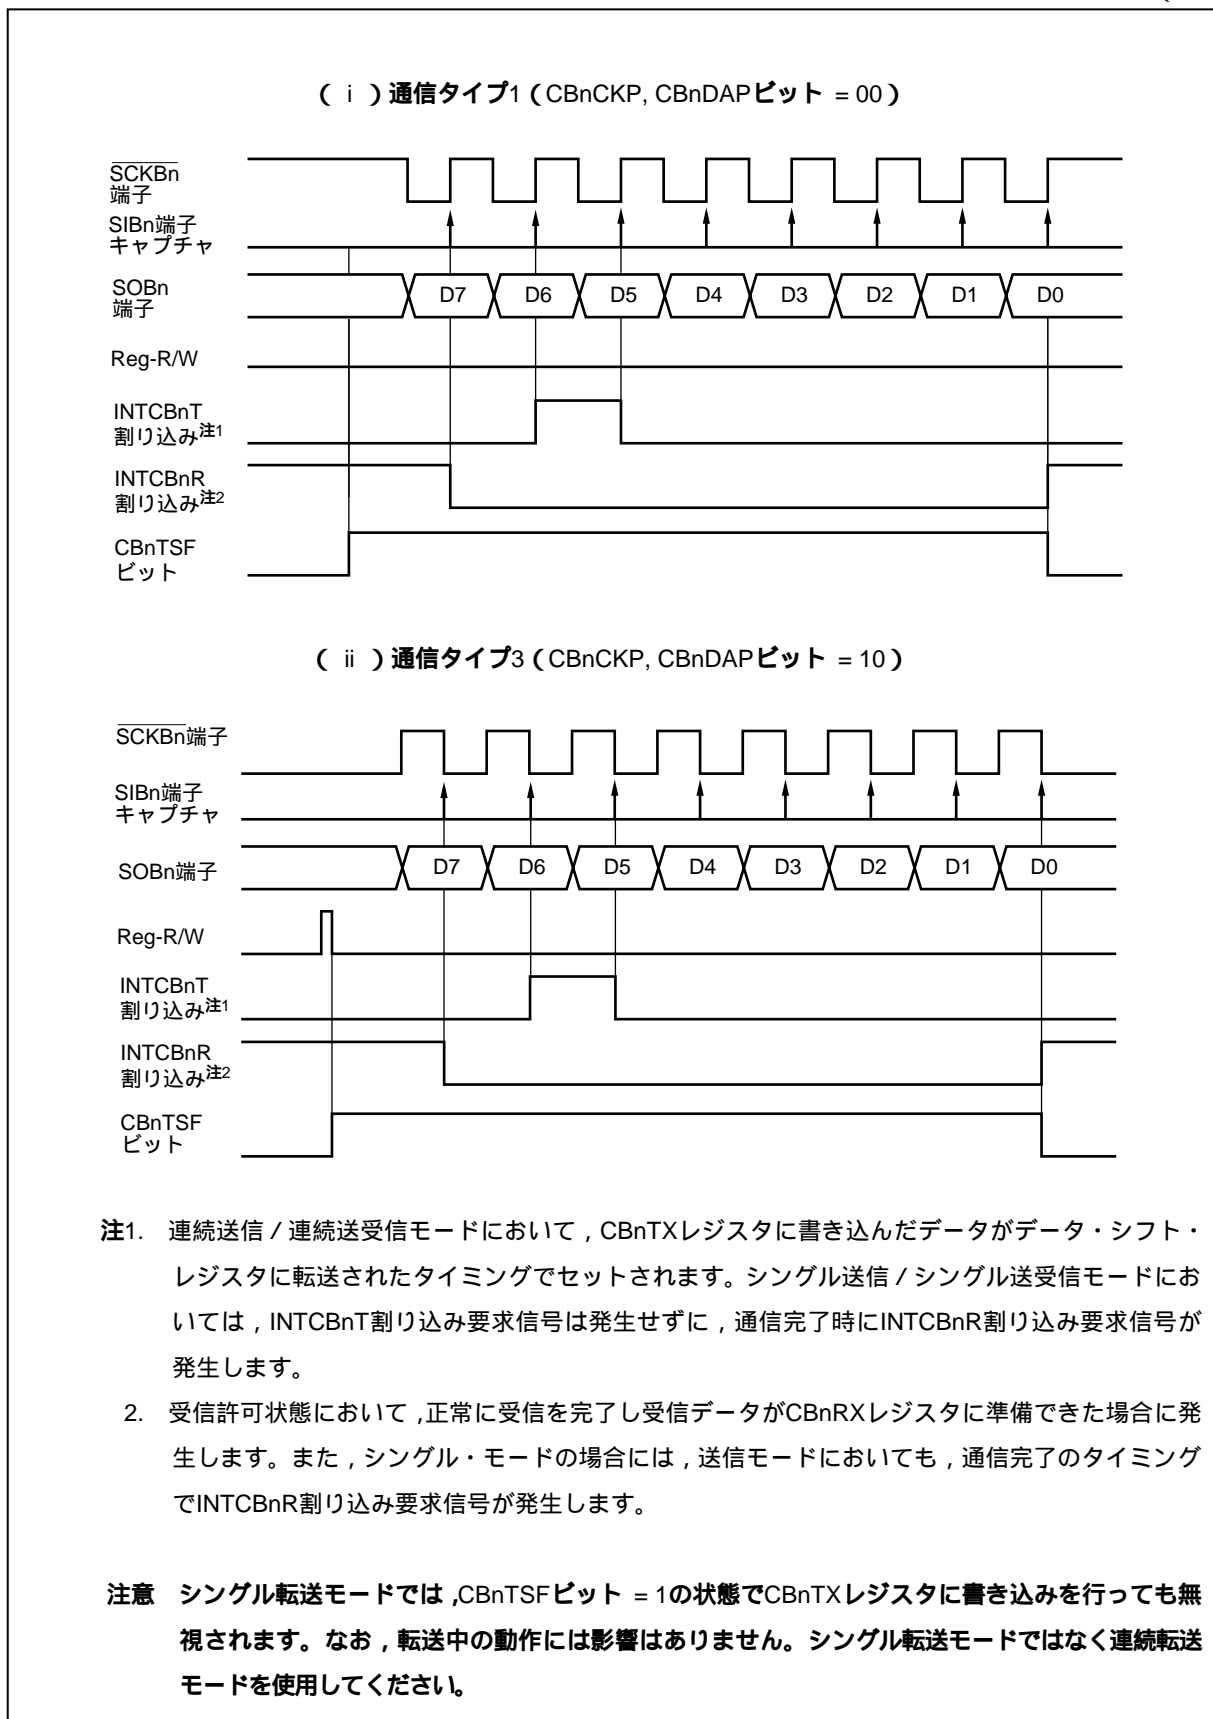 ( i ) 通信タイプ1 ( CBnCKP, CBnDAPビット = 00 )
SCKBn
端子
SIBn端子
キャプチャ
SOBn
端子
D7 D6 D5 D4 D3 D2 D1 D0
Reg-R/W
INTCBnT
割り込み注1
INTCBnR
割り込み注2
CBnTSF
ビット
( ii ) 通信タイプ3 ( CBnCKP, CBnDAPビット = 10 )
SCKBn端子
SIBn端子
キャプチャ
SOBn端子
D7 D6 D5 D4 D3 D2 D1 D0
Reg-R/W
INTCBnT
割り込み注1
INTCBnR
割り込み注2
CBnTSF
ビット
注1. 連続送信／連続送受信モードにおいて，CBnTXレジスタに書き込んだデータがデータ・シフト・
レジスタに転送されたタイミングでセットされます。シングル送信／シングル送受信モードにお
いては，INTCBnT割り込み要求信号は発生せずに，通信完了時にINTCBnR割り込み要求信号が
発生します。
2. 受信許可状態において，正常に受信を完了し受信データがCBnRXレジスタに準備できた場合に発
生します。また，シングル・モードの場合には，送信モードにおいても，通信完了のタイミング
でINTCBnR割り込み要求信号が発生します。
注意 シングル転送モードでは，CBnTSFビット = 1の状態でCBnTXレジスタに書き込みを行っても無
視されます。なお，転送中の動作には影響はありません。シングル転送モードではなく連続転送
モードを使用してください。